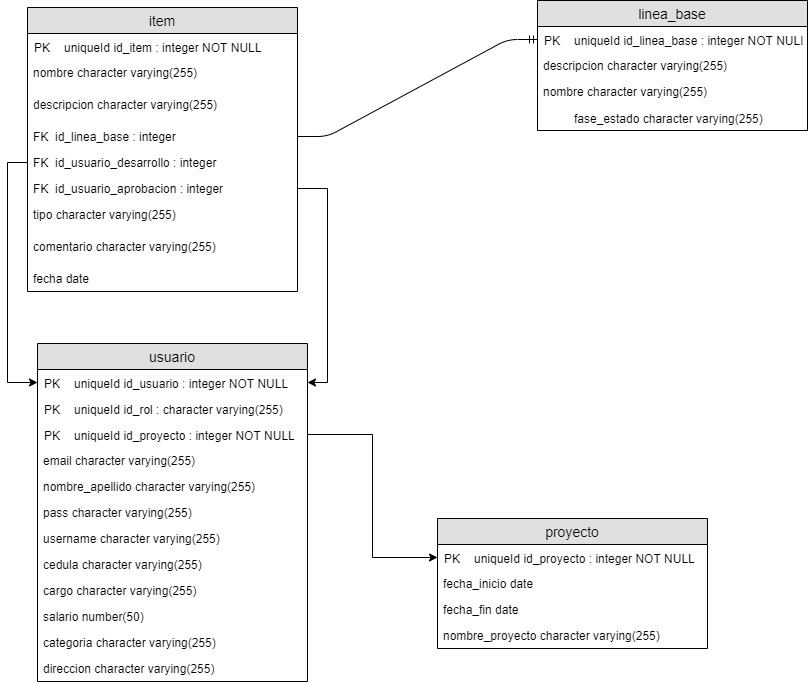 item
PK uniqueId id_item : integer NOT NULL
nombre character varying(255)
descripcion character varying(255)
FK id_linea_base : integer
FK id_usuario_desarrollo : integer
FK id_usuario_aprobacion : integer
tipo character varying(255)
comentario character varying(255)
fecha date
linea_base
PK uniqueId id_linea_base : integer NOT NUL
descripcion character varying(255)
nombre character varying(255)
fase_estado character varying(255)
usuario
PK uniqueId id_usuario : integer NOT NULL
PK uniqueId id_rol : character varying(255)
PK uniqueId id_proyecto : integer NOT NULL
email character varying(255)
nombre_apellido character varying(255)
pass character varying(255)
username character varying(255)
cedula character varying(255)
cargo character varying(255)
salario number(50)
categoria character varying(255)
direccion character varying(255)
proyecto
PK uniqueId id_proyecto : integer NOT NULL
fecha_inicio date
fecha_fin date
nombre_proyecto character varying(255)